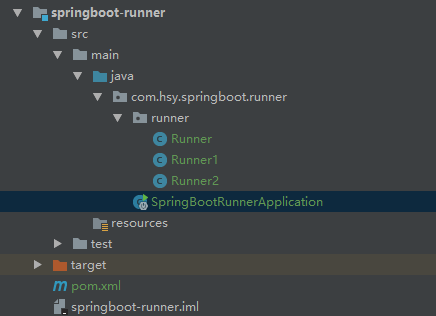 springboot-runner
src
main
java
com.hsy.springboot.runner
runner
Runner
Runner1
Runner2
SpringBootRunnerApplication
resources
test
target
pom.xml
springboot-runner.iml